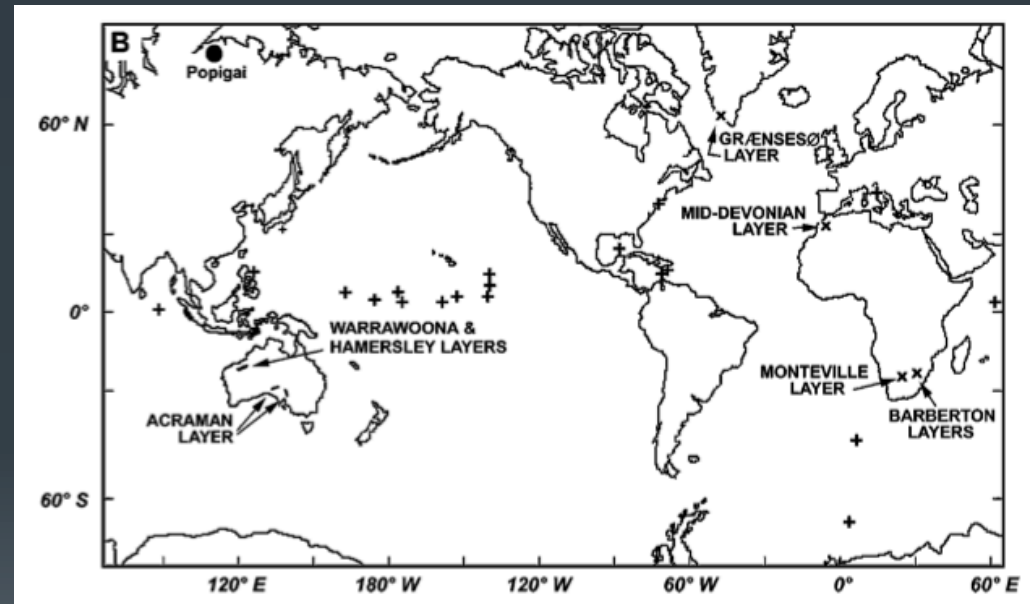 B
Popigai
60° N
GRÆNSESØ
LAYER
MID-DEVONIAN
LAYER
0°
WARRAWOONA &
HAMERSLEY LAYERS
MONTEVILLE
LAYER
ACRAMAN
LAYER
BARBERTON
LAYERS
60° S
120° E 180° W 120° W 60° W 0° 60° E